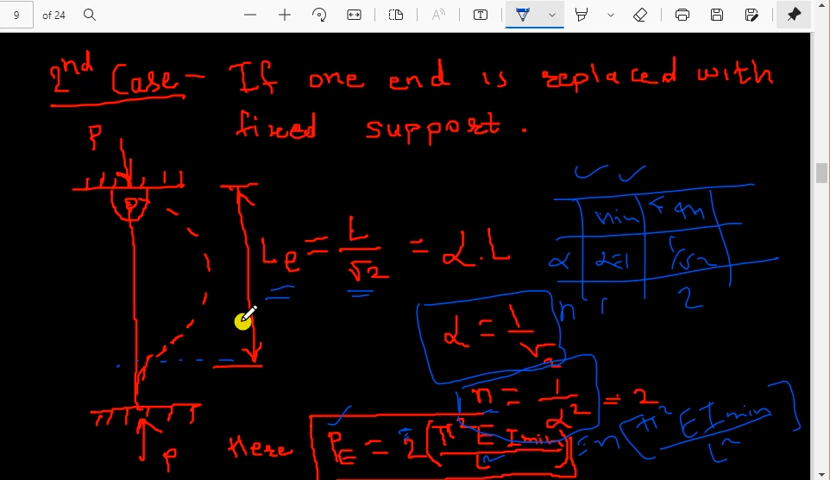 9 of 24
2nd Case - If one end is replaced with
fixed support.
P
Le = L/√2 = α.L
α = 1/√2
n = 1/α² = 2
Here PE = 2(π² E Imin / L²) = n[π² E Imin / L²]
P
α α=1 1/√2
n 1 2